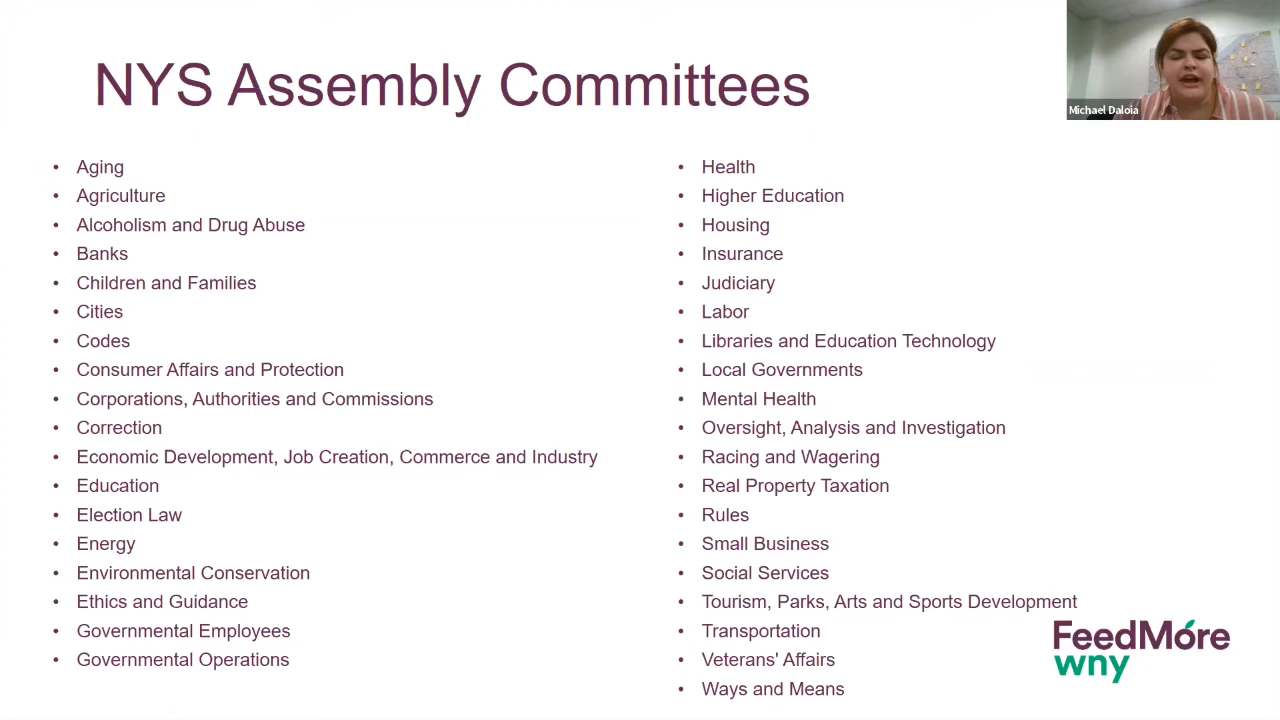 NYS Assembly Committees
Michael Daloia
• Aging
• Agriculture
• Alcoholism and Drug Abuse
• Banks
• Children and Families
• Cities
• Codes
• Consumer Affairs and Protection
• Corporations, Authorities and Commissions
• Correction
• Economic Development, Job Creation, Commerce and Industry
• Education
• Election Law
• Energy
• Environmental Conservation
• Ethics and Guidance
• Governmental Employees
• Governmental Operations
• Health
• Higher Education
• Housing
• Insurance
• Judiciary
• Labor
• Libraries and Education Technology
• Local Governments
• Mental Health
• Oversight, Analysis and Investigation
• Racing and Wagering
• Real Property Taxation
• Rules
• Small Business
• Social Services
• Tourism, Parks, Arts and Sports Development
• Transportation
• Veterans' Affairs
• Ways and Means
FeedMore
wny